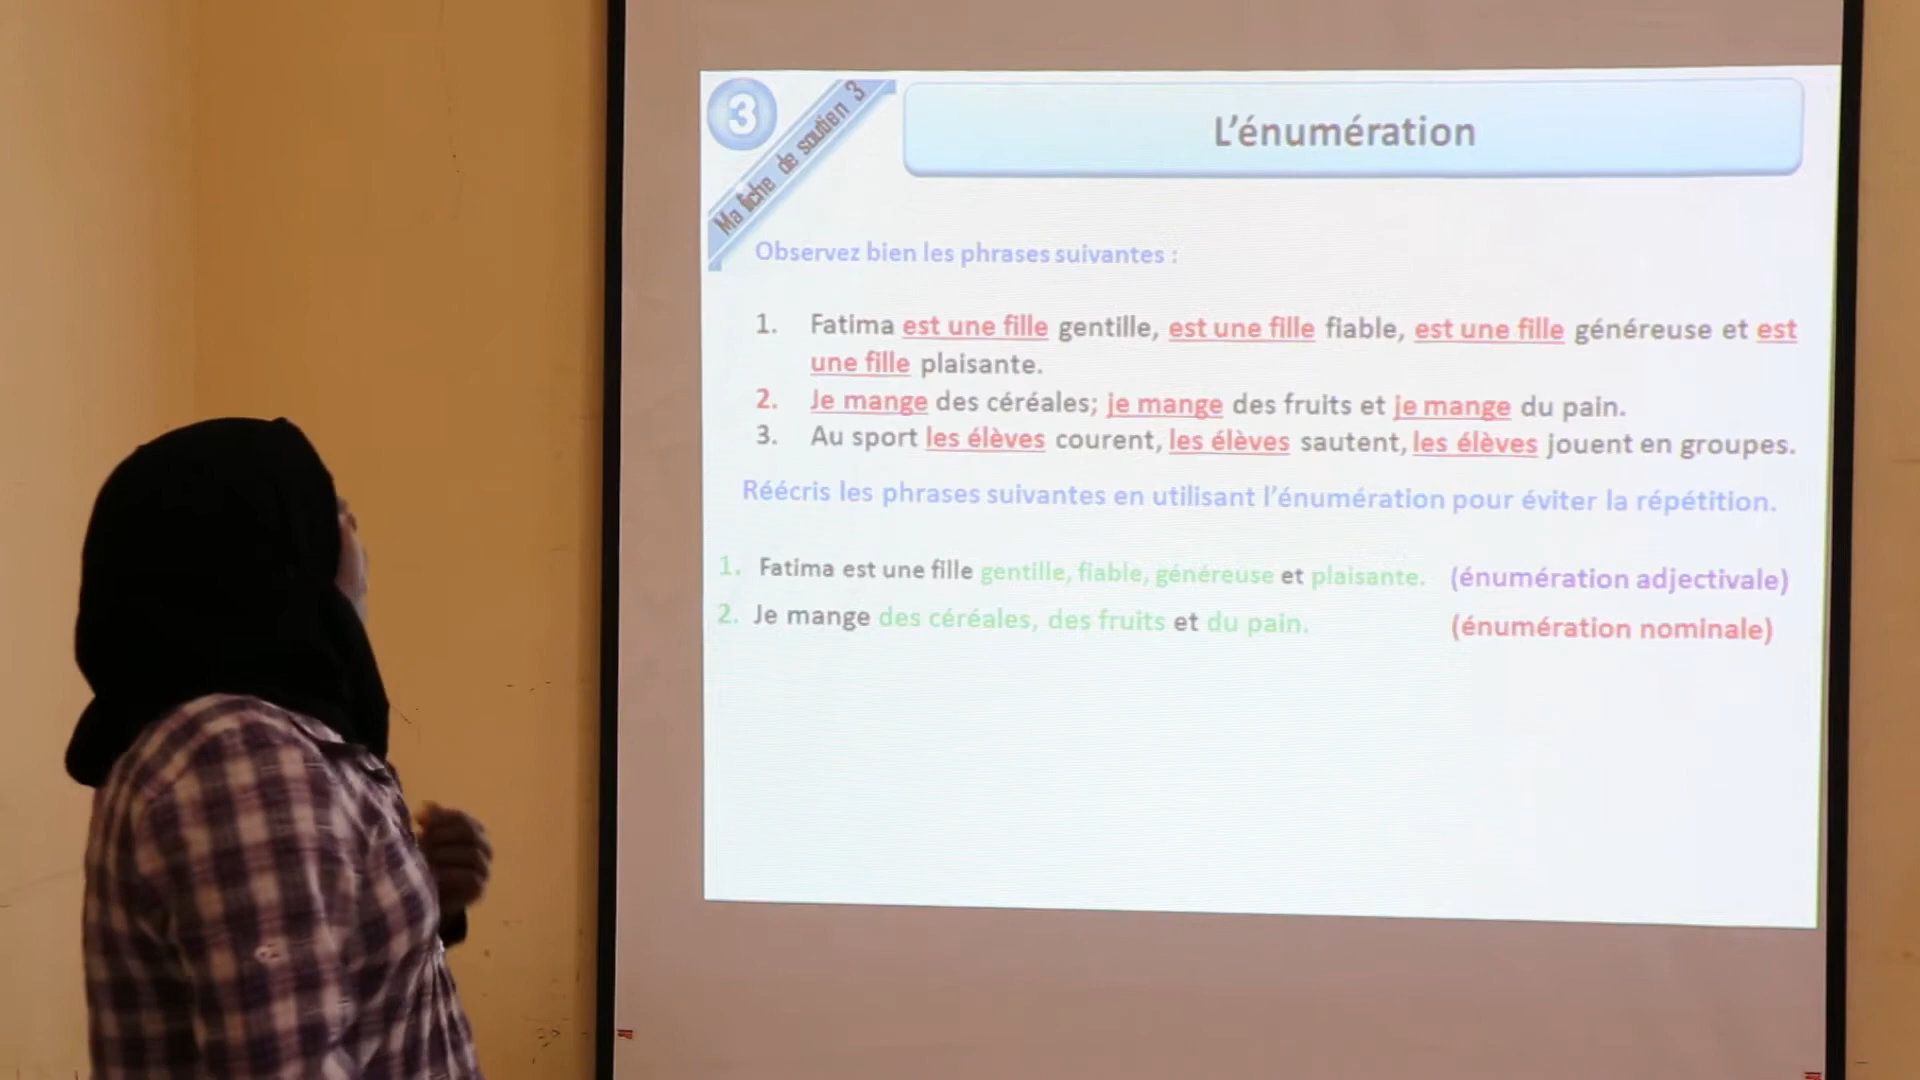 3
Ma fiche de soutien 3
L'énumération
Observez bien les phrases suivantes :
1. Fatima est une fille gentille, est une fille fiable, est une fille généreuse et est
une fille plaisante.
2. Je mange des céréales; je mange des fruits et je mange du pain.
3. Au sport les élèves courent, les élèves sautent, les élèves jouent en groupes.
Réécris les phrases suivantes en utilisant l'énumération pour éviter la répétition.
1. Fatima est une fille gentille, fiable, généreuse et plaisante. (énumération adjectivale)
2. Je mange des céréales, des fruits et du pain. (énumération nominale)